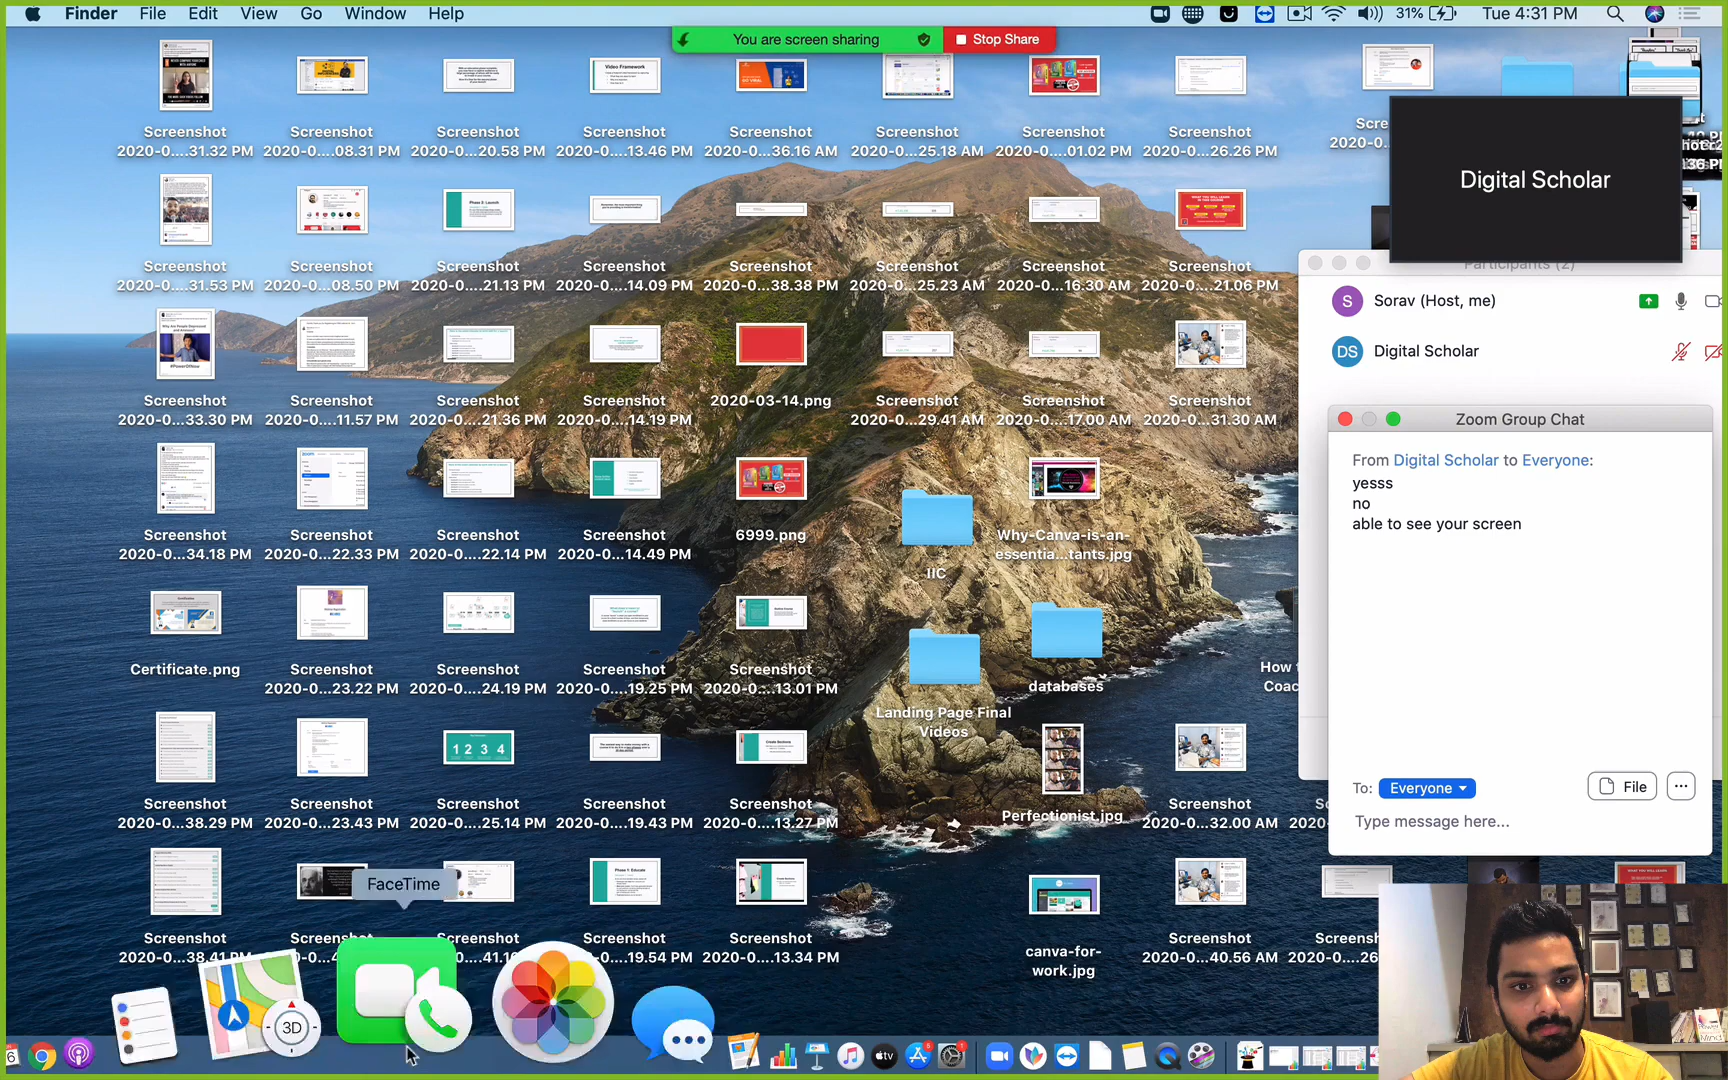 Finder File Edit View Go Window Help
31% Tue 4:31 PM
You are screen sharing
Stop Share
Screenshot
2020-0....31.32 PM
Screenshot
2020-0....08.31 PM
Screenshot
2020-0....20.58 PM
Screenshot
2020-0....13.46 PM
Screenshot
2020-0....36.16 AM
Screenshot
2020-0....25.18 AM
Screenshot
2020-0....01.02 PM
Screenshot
2020-0....26.26 PM
Digital Scholar
Screenshot
2020-0....31.53 PM
Screenshot
2020-0....08.50 PM
Screenshot
2020-0....21.13 PM
Screenshot
2020-0....14.09 PM
Screenshot
2020-0....38.38 PM
Screenshot
2020-0....25.23 AM
Screenshot
2020-0....16.30 AM
Screenshot
2020-0....21.06 PM
Participants (2)
Sorav (Host, me)
DS Digital Scholar
Screenshot
2020-0....33.30 PM
Screenshot
2020-0....11.57 PM
Screenshot
2020-0....21.36 PM
Screenshot
2020-0....14.19 PM
2020-03-14.png
Screenshot
2020-0....29.41 AM
Screenshot
2020-0....17.00 AM
Screenshot
2020-0....31.30 AM
Zoom Group Chat
From Digital Scholar to Everyone:
yesss
no
able to see your screen
Screenshot
2020-0....34.18 PM
Screenshot
2020-0....22.33 PM
Screenshot
2020-0....22.14 PM
Screenshot
2020-0....14.49 PM
6999.png
IIC
Why-Canva-is-an-
essentia...tants.jpg
Certificate.png
Screenshot
2020-0....23.22 PM
Screenshot
2020-0....24.19 PM
Screenshot
2020-0....19.25 PM
Screenshot
2020-0....13.01 PM
Landing Page Final
Videos
databases
Screenshot
2020-0....38.29 PM
Screenshot
2020-0....23.43 PM
1 2 3 4
Screenshot
2020-0....25.14 PM
Screenshot
2020-0....19.43 PM
Screenshot
2020-0....13.27 PM
Perfectionist.jpg
Screenshot
2020-0....32.00 AM
To: Everyone
File
Type message here...
FaceTime
Screenshot
2020-0....38.41 PM
Screenshot
2020-0....19.54 PM
Screenshot
2020-0....13.34 PM
canva-for-
work.jpg
Screenshot
2020-0....40.56 AM
3D